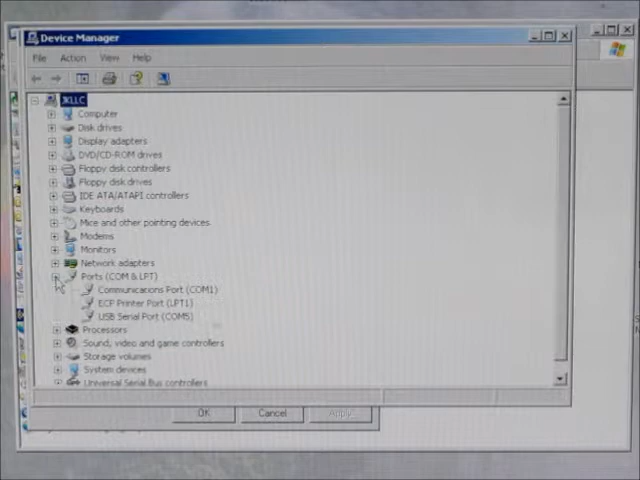 Device Manager
File Action View Help
JKLLC
Computer
Disk drives
Display adapters
DVD/CD-ROM drives
Floppy disk controllers
Floppy disk drives
IDE ATA/ATAPI controllers
Keyboards
Mice and other pointing devices
Modems
Monitors
Network adapters
Ports (COM & LPT)
Communications Port (COM1)
ECP Printer Port (LPT1)
USB Serial Port (COM5)
Processors
Sound, video and game controllers
Storage volumes
System devices
Universal Serial Bus controllers
OK Cancel Apply